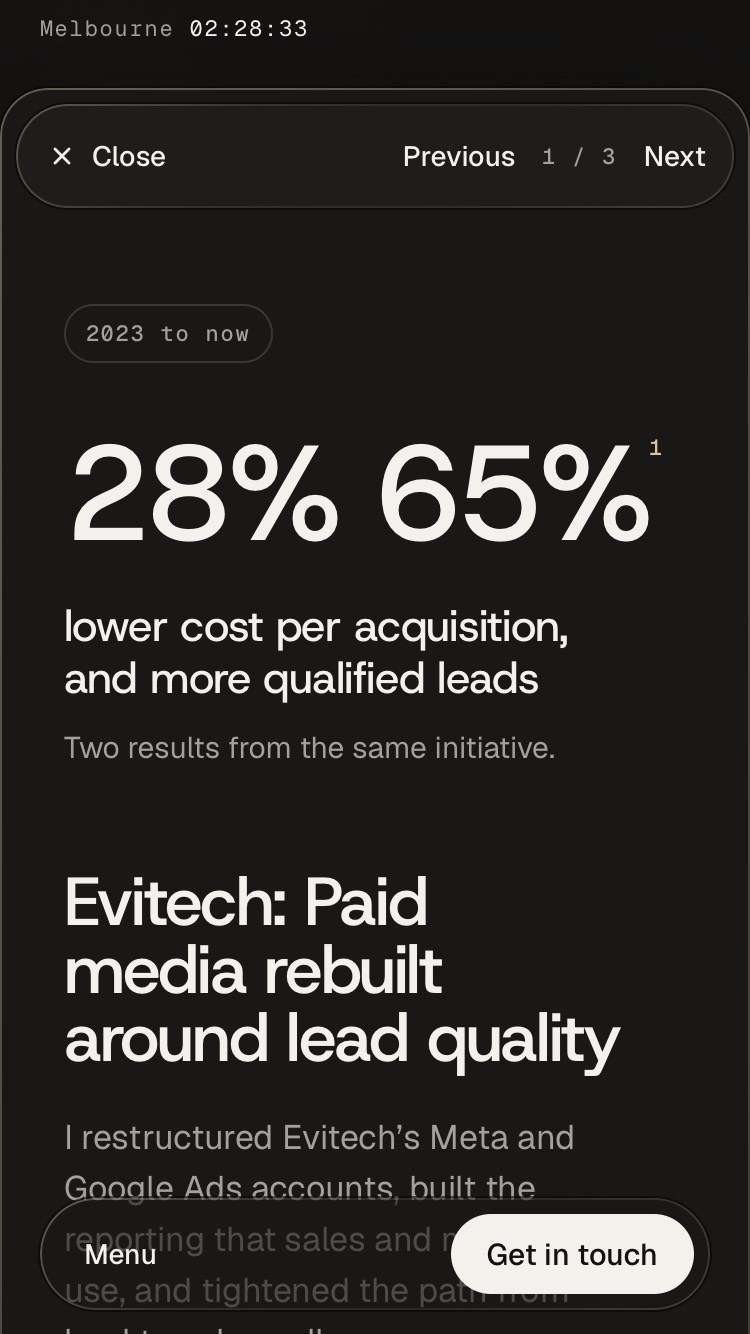 Melbourne 02:28:33
× Close Previous 1 / 3 Next
2023 to now
28% 65% 1
lower cost per acquisition,
and more qualified leads
Two results from the same initiative.
Evitech: Paid
media rebuilt
around lead quality
I restructured Evitech’s Meta and
Google Ads accounts, built the
reporting that sales and
use, and tightened the path from
Menu Get in touch